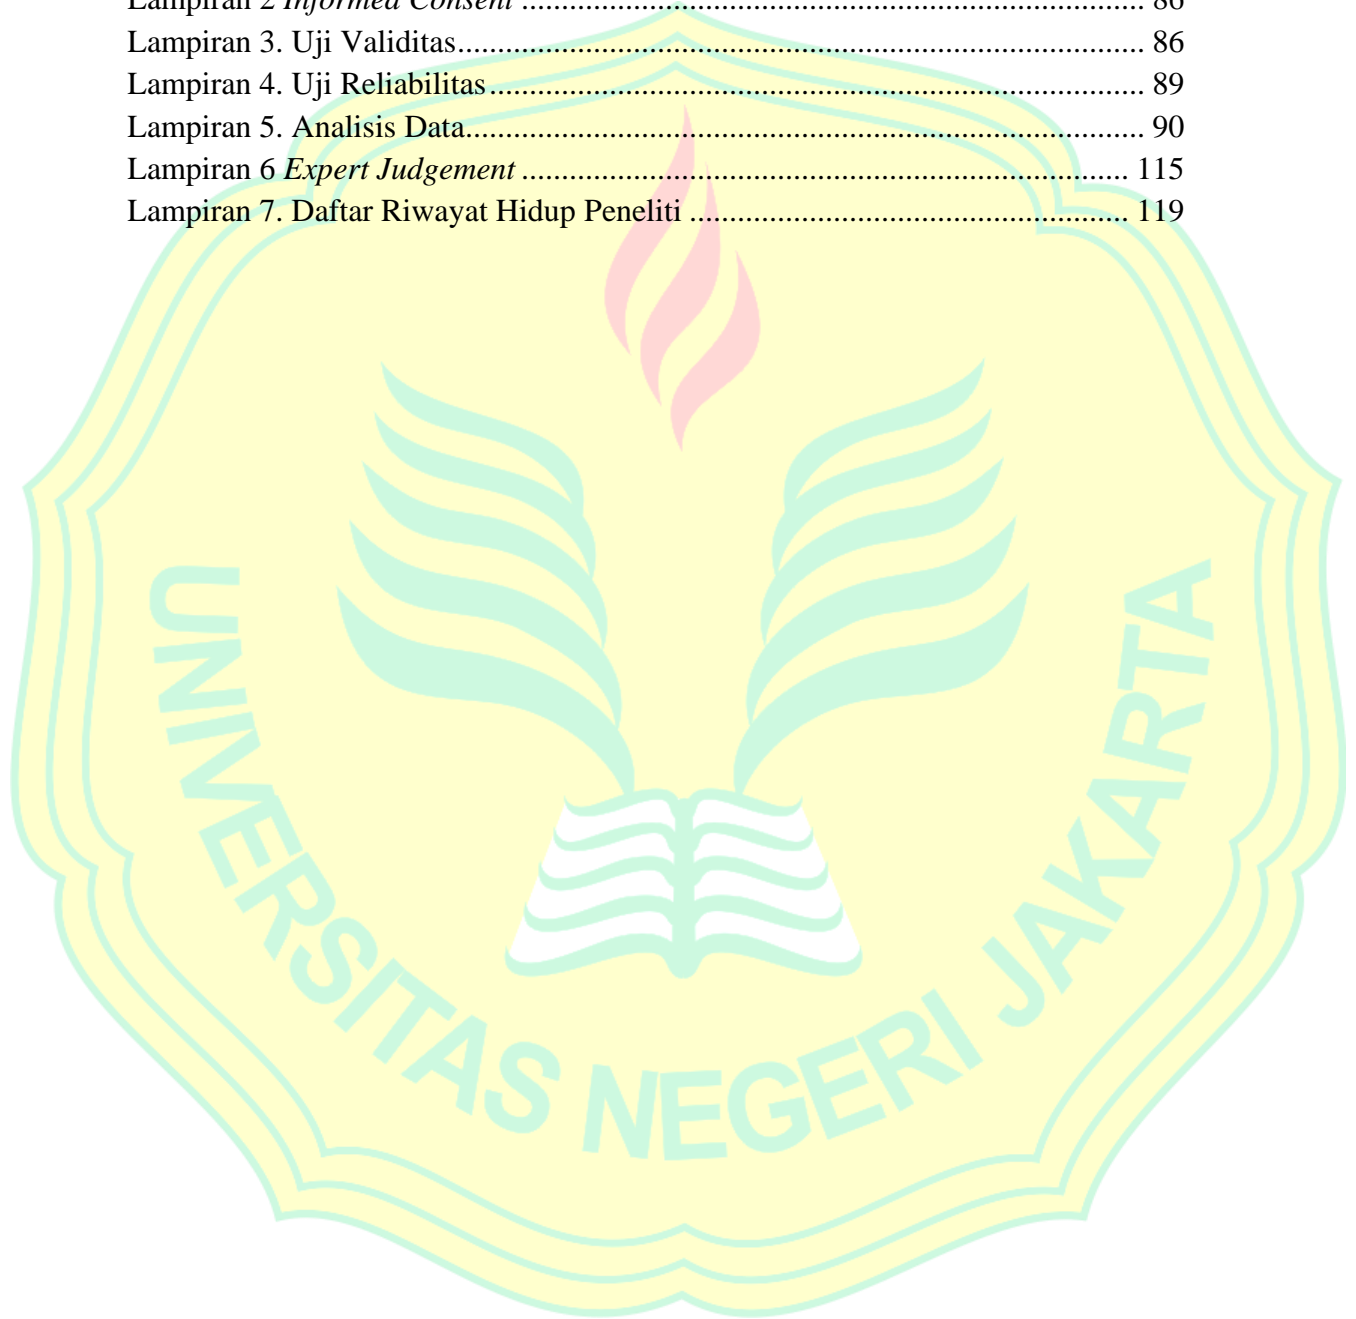 Lampiran 2 Informed Consent ........................................................................... 86
Lampiran 3. Uji Validitas................................................................................... 86
Lampiran 4. Uji Reliabilitas............................................................................... 89
Lampiran 5. Analisis Data.................................................................................. 90
Lampiran 6 Expert Judgement ......................................................................... 115
Lampiran 7. Daftar Riwayat Hidup Peneliti ..................................................... 119
UNIVERSITAS NEGERI JAKARTA